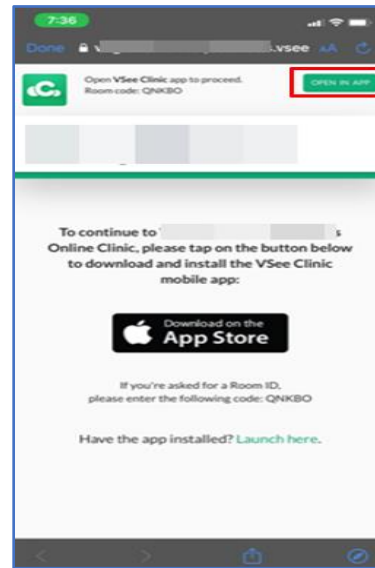 7:36
Done
.vsee AA
Open VSee Clinic app to proceed.
Room code: QNKBO
OPEN IN APP
To continue to
s
Online Clinic, please tap on the button below
to download and install the VSee Clinic
mobile app:
Download on the
App Store
If you're asked for a Room ID,
please enter the following code: QNKBO
Have the app installed? Launch here.